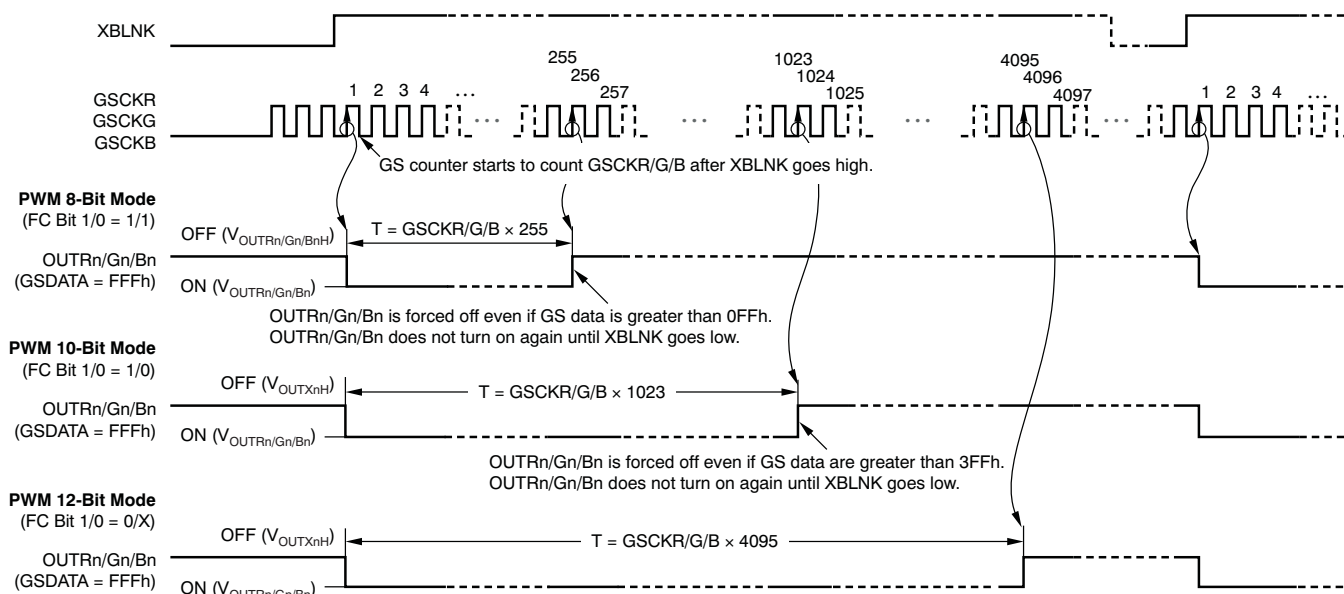 XBLNK
GSCKR
GSCKG
GSCKB
1 2 3 4 ...
255
256
257
...
1023
1024
1025
...
4095
4096
4097
...
1 2 3 4 ...
GS counter starts to count GSCKR/G/B after XBLNK goes high.
PWM 8-Bit Mode
(FC Bit 1/0 = 1/1)
OUTRn/Gn/Bn
(GSDATA = FFFh)
OFF (VOUTRn/Gn/BnH)
T = GSCKR/G/B × 255
ON (VOUTRn/Gn/Bn)
OUTRn/Gn/Bn is forced off even if GS data is greater than 0FFh.
OUTRn/Gn/Bn does not turn on again until XBLNK goes low.
PWM 10-Bit Mode
(FC Bit 1/0 = 1/0)
OUTRn/Gn/Bn
(GSDATA = FFFh)
OFF (VOUTXnH)
T = GSCKR/G/B × 1023
ON (VOUTRn/Gn/Bn)
OUTRn/Gn/Bn is forced off even if GS data are greater than 3FFh.
OUTRn/Gn/Bn does not turn on again until XBLNK goes low.
PWM 12-Bit Mode
(FC Bit 1/0 = 0/X)
OUTRn/Gn/Bn
(GSDATA = FFFh)
OFF (VOUTXnH)
T = GSCKR/G/B × 4095
ON (VOUTRn/Gn/Bn)